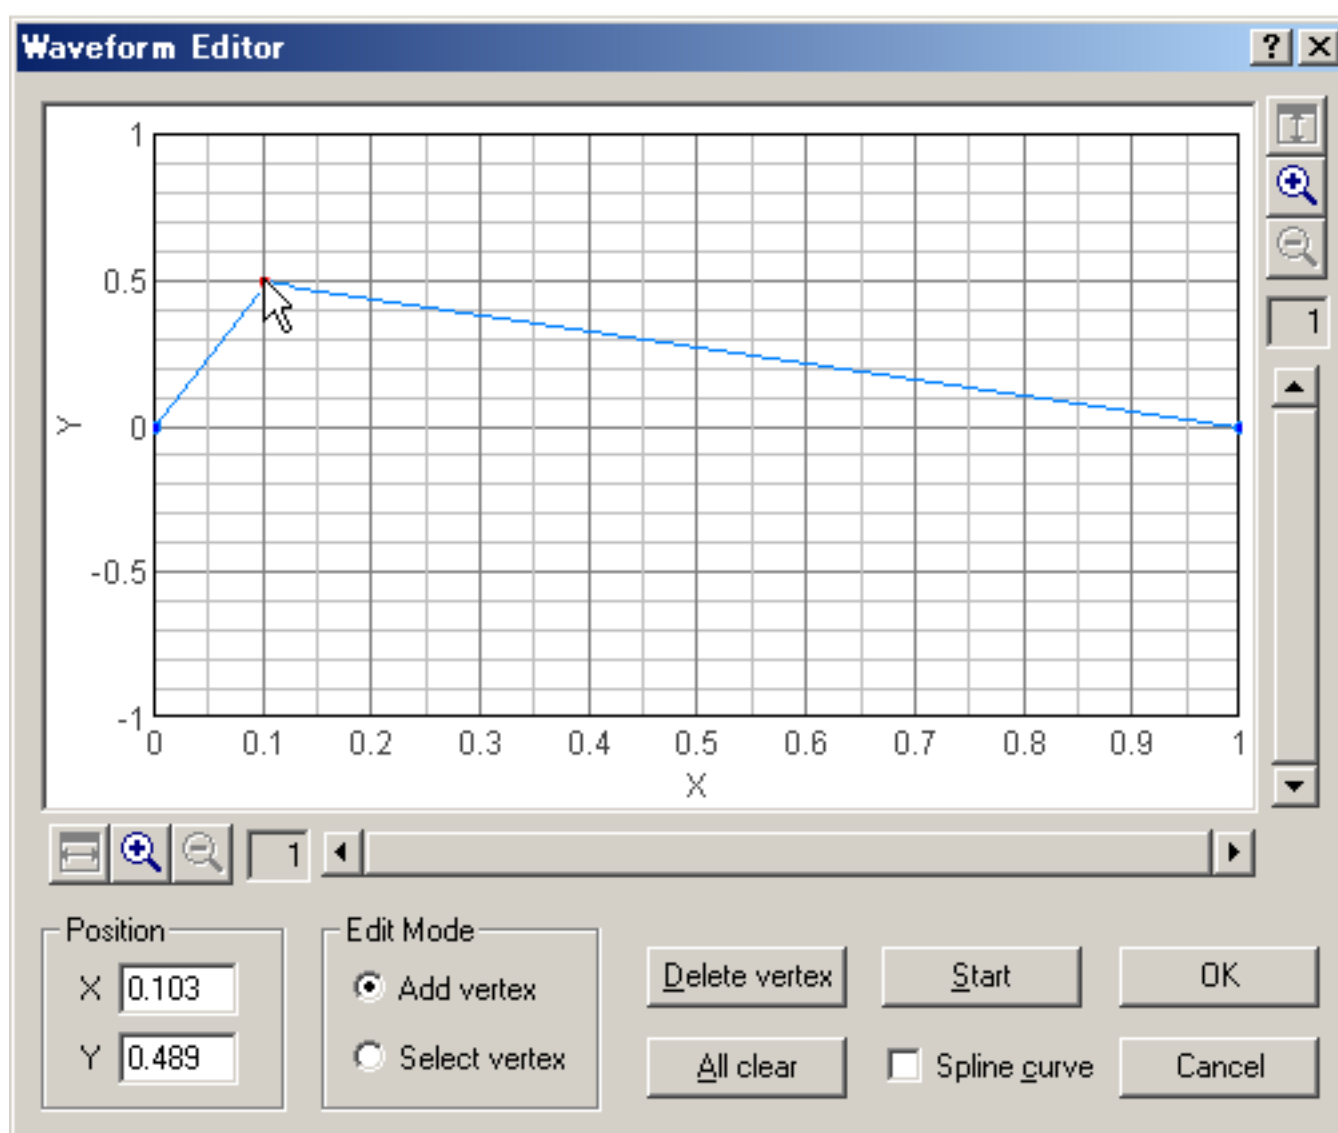 Waveform Editor
1
0.5
0
-0.5
-1
Y
0 0.1 0.2 0.3 0.4 0.5 0.6 0.7 0.8 0.9 1
X
1
1
Position
X 0.103
Y 0.489
Edit Mode
Add vertex
Select vertex
Delete vertex
Start
OK
All clear
Spline curve
Cancel